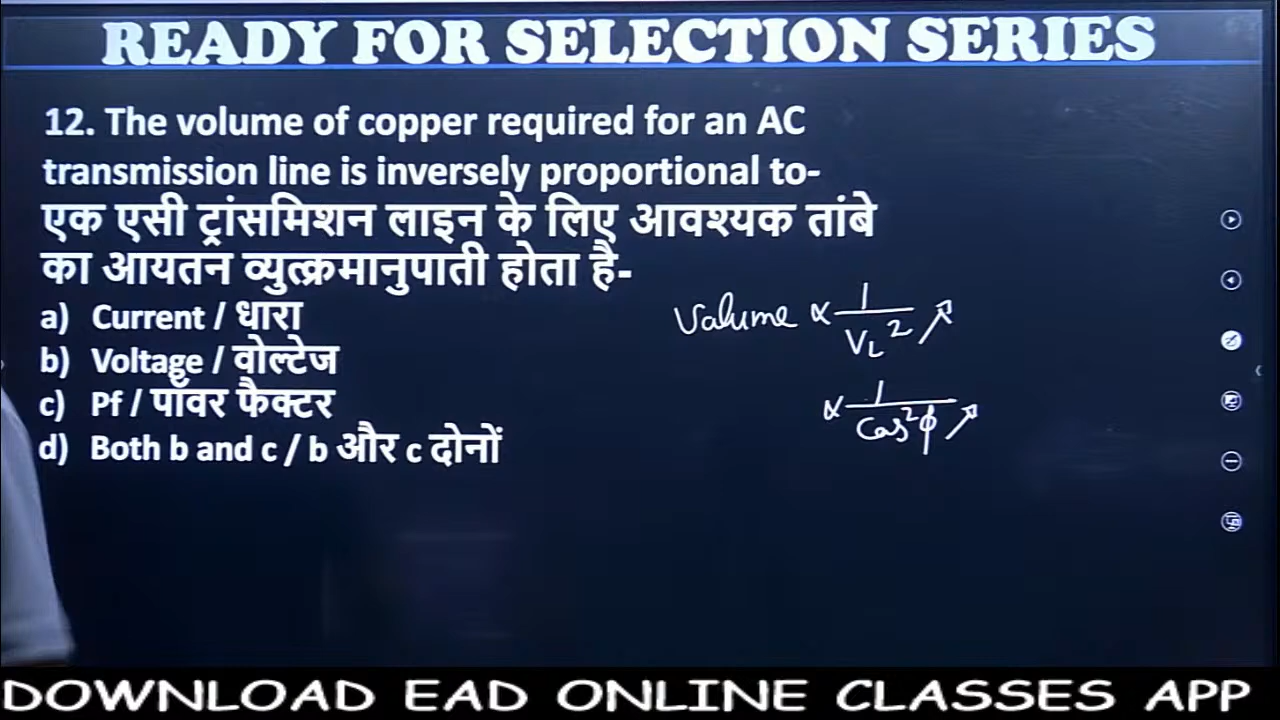 READY FOR SELECTION SERIES
12. The volume of copper required for an AC
transmission line is inversely proportional to-
एक एसी ट्रांसमिशन लाइन के लिए आवश्यक तांबे
का आयतन व्युत्क्रमानुपाती होता है-
a) Current / धारा
b) Voltage / वोल्टेज
c) Pf / पॉवर फैक्टर
d) Both b and c / b और c दोनों
Valume ∝ 1/VL²
∝ 1/Cos²ϕ
DOWNLOAD EAD ONLINE CLASSES APP